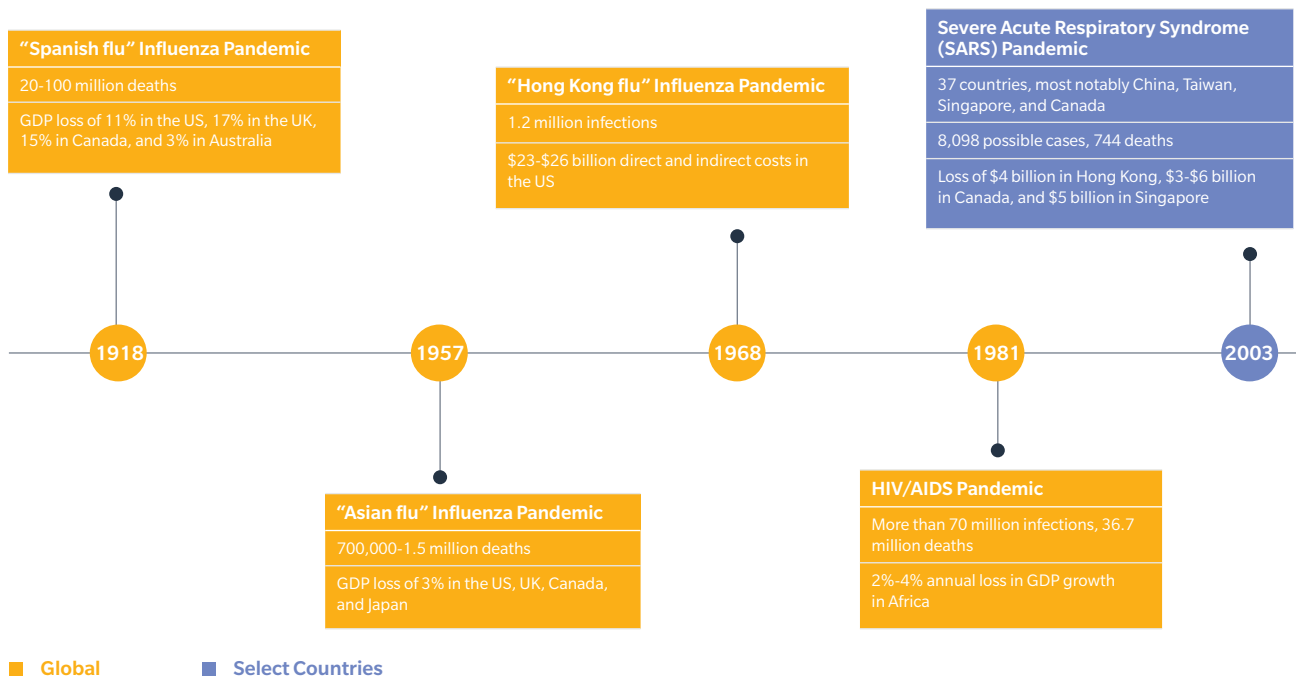 “Spanish flu” Influenza Pandemic
20-100 million deaths
GDP loss of 11% in the US, 17% in the UK,
15% in Canada, and 3% in Australia
“Hong Kong flu” Influenza Pandemic
1.2 million infections
$23-$26 billion direct and indirect costs in
the US
Severe Acute Respiratory Syndrome
(SARS) Pandemic
37 countries, most notably China, Taiwan,
Singapore, and Canada
8,098 possible cases, 744 deaths
Loss of $4 billion in Hong Kong, $3-$6 billion
in Canada, and $5 billion in Singapore
1918
1957
1968
1981
2003
“Asian flu” Influenza Pandemic
700,000-1.5 million deaths
GDP loss of 3% in the US, UK, Canada,
and Japan
HIV/AIDS Pandemic
More than 70 million infections, 36.7
million deaths
2%-4% annual loss in GDP growth
in Africa
Global
Select Countries